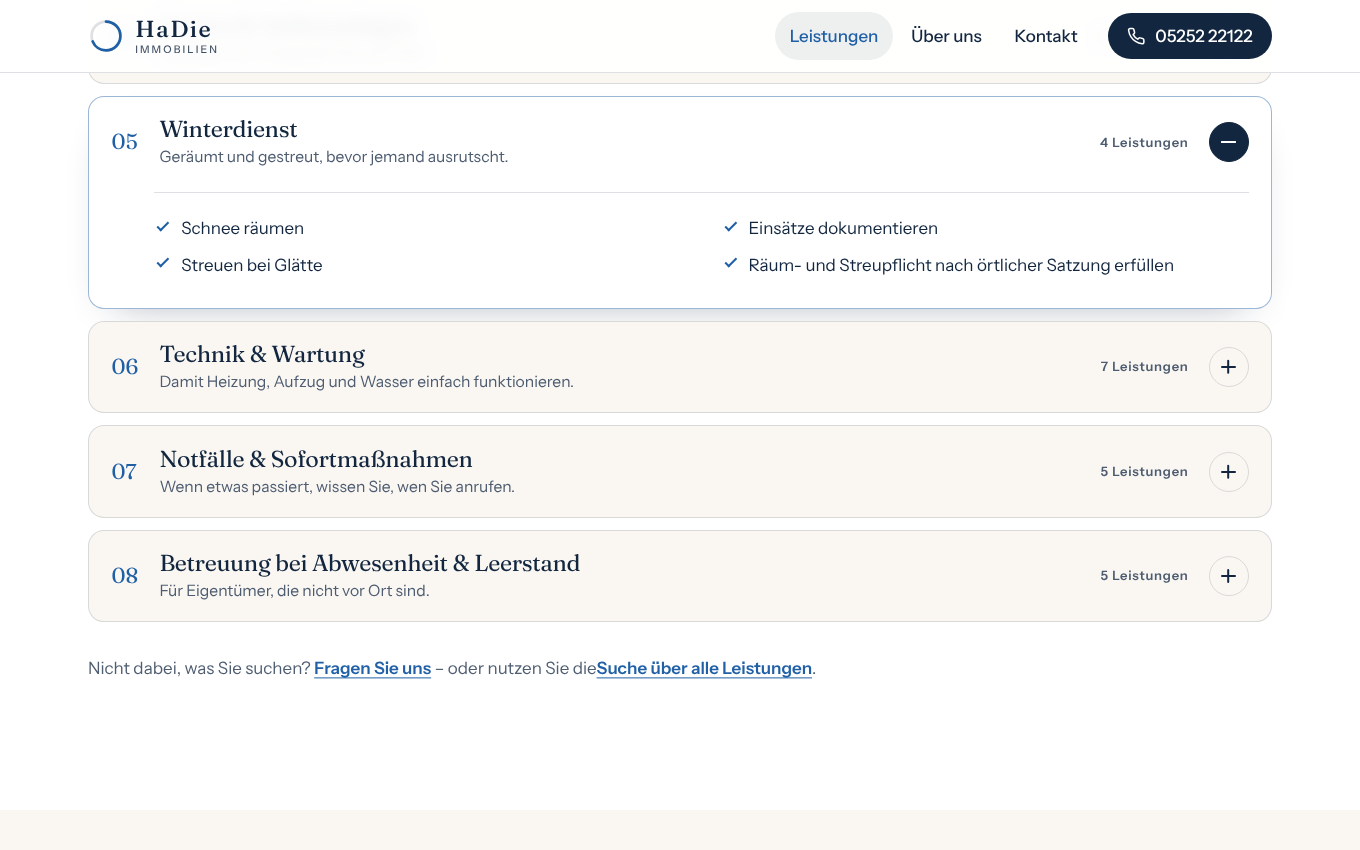 HaDie
IMMOBILIEN
Leistungen
Über uns
Kontakt
05252 22122
05
Winterdienst
Geräumt und gestreut, bevor jemand ausrutscht.
4 Leistungen
Schnee räumen
Einsätze dokumentieren
Streuen bei Glätte
Räum- und Streupflicht nach örtlicher Satzung erfüllen
06
Technik & Wartung
Damit Heizung, Aufzug und Wasser einfach funktionieren.
7 Leistungen
07
Notfälle & Sofortmaßnahmen
Wenn etwas passiert, wissen Sie, wen Sie anrufen.
5 Leistungen
08
Betreuung bei Abwesenheit & Leerstand
Für Eigentümer, die nicht vor Ort sind.
5 Leistungen
Nicht dabei, was Sie suchen? Fragen Sie uns – oder nutzen Sie dieSuche über alle Leistungen.